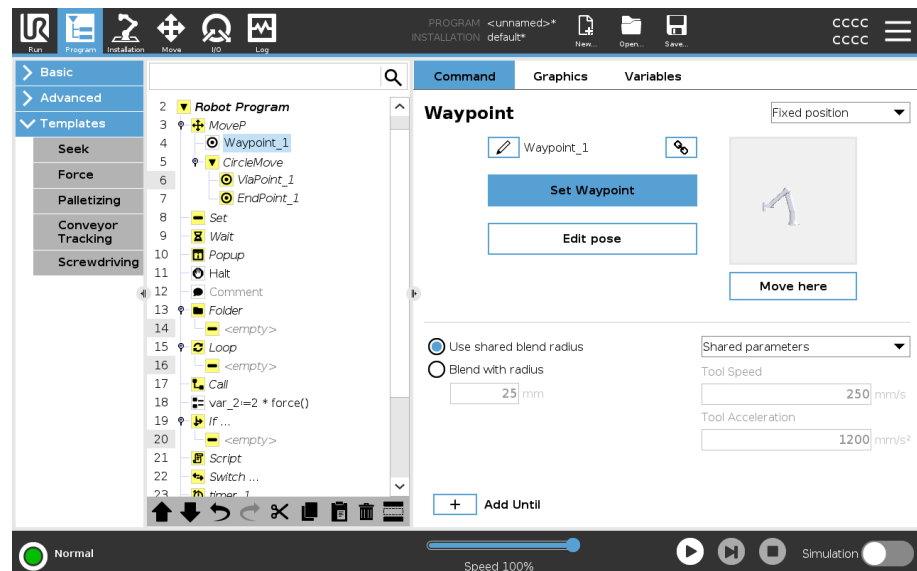 PROGRAM <unnamed>*
INSTALLATION default*
CCCC
CCCC
Run
Program
Installation
Move
I/O
Log
New...
Open...
Save...
Basic
Advanced
Templates
Seek
Force
Palletizing
Conveyor
Tracking
Screwdriving
2 Robot Program
3 MoveP
4 Waypoint_1
5 CircleMove
6 ViaPoint_1
7 EndPoint_1
8 Set
9 Wait
10 Popup
11 Halt
12 Comment
13 Folder
14 <empty>
15 Loop
16 <empty>
17 Call
18 var_2:=2 * force()
19 If ...
20 <empty>
21 Script
22 Switch ...
23 timer_1
Command
Graphics
Variables
Waypoint
Fixed position
Waypoint_1
Set Waypoint
Edit pose
Move here
Use shared blend radius
Blend with radius
25 mm
Shared parameters
Tool Speed
250 mm/s
Tool Acceleration
1200 mm/s²
+ Add Until
Normal
Speed 100%
Simulation